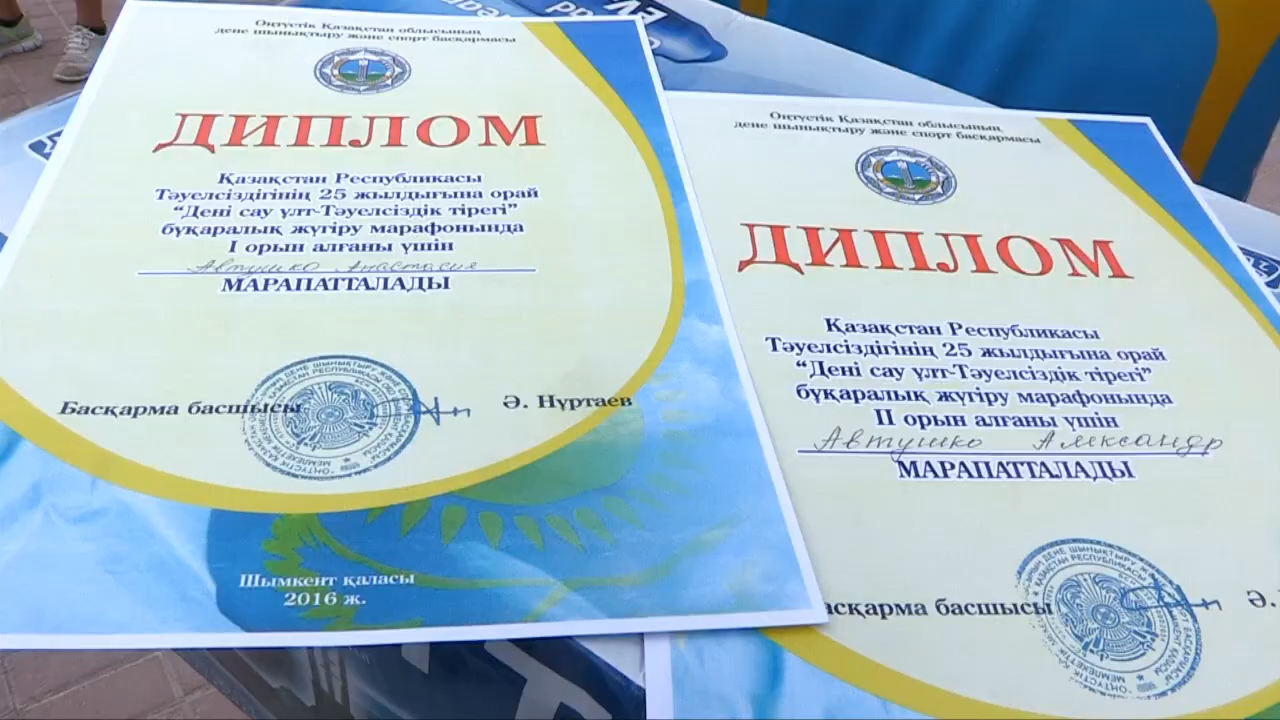 Оңтүстік Қазақстан облысының
дене шынықтыру және спорт басқармасы
ДИПЛОМ
Қазақстан Республикасы
Тәуелсіздігінің 25 жылдығына орай
“Дені сау ұлт-Тәуелсіздік тірегі”
бұқаралық жүгіру марафонында
I орын алғаны үшін
Автушко Анастасия
МАРАПАТТАЛАДЫ
Басқарма басшысы Ә. Нұртаев
Шымкент қаласы
2016 ж.
Оңтүстік Қазақстан облысының
дене шынықтыру және спорт басқармасы
ДИПЛОМ
Қазақстан Республикасы
Тәуелсіздігінің 25 жылдығына орай
“Дені сау ұлт-Тәуелсіздік тірегі”
бұқаралық жүгіру марафонында
II орын алғаны үшін
Автушко Александр
МАРАПАТТАЛАДЫ
асқарма басшысы Ә.